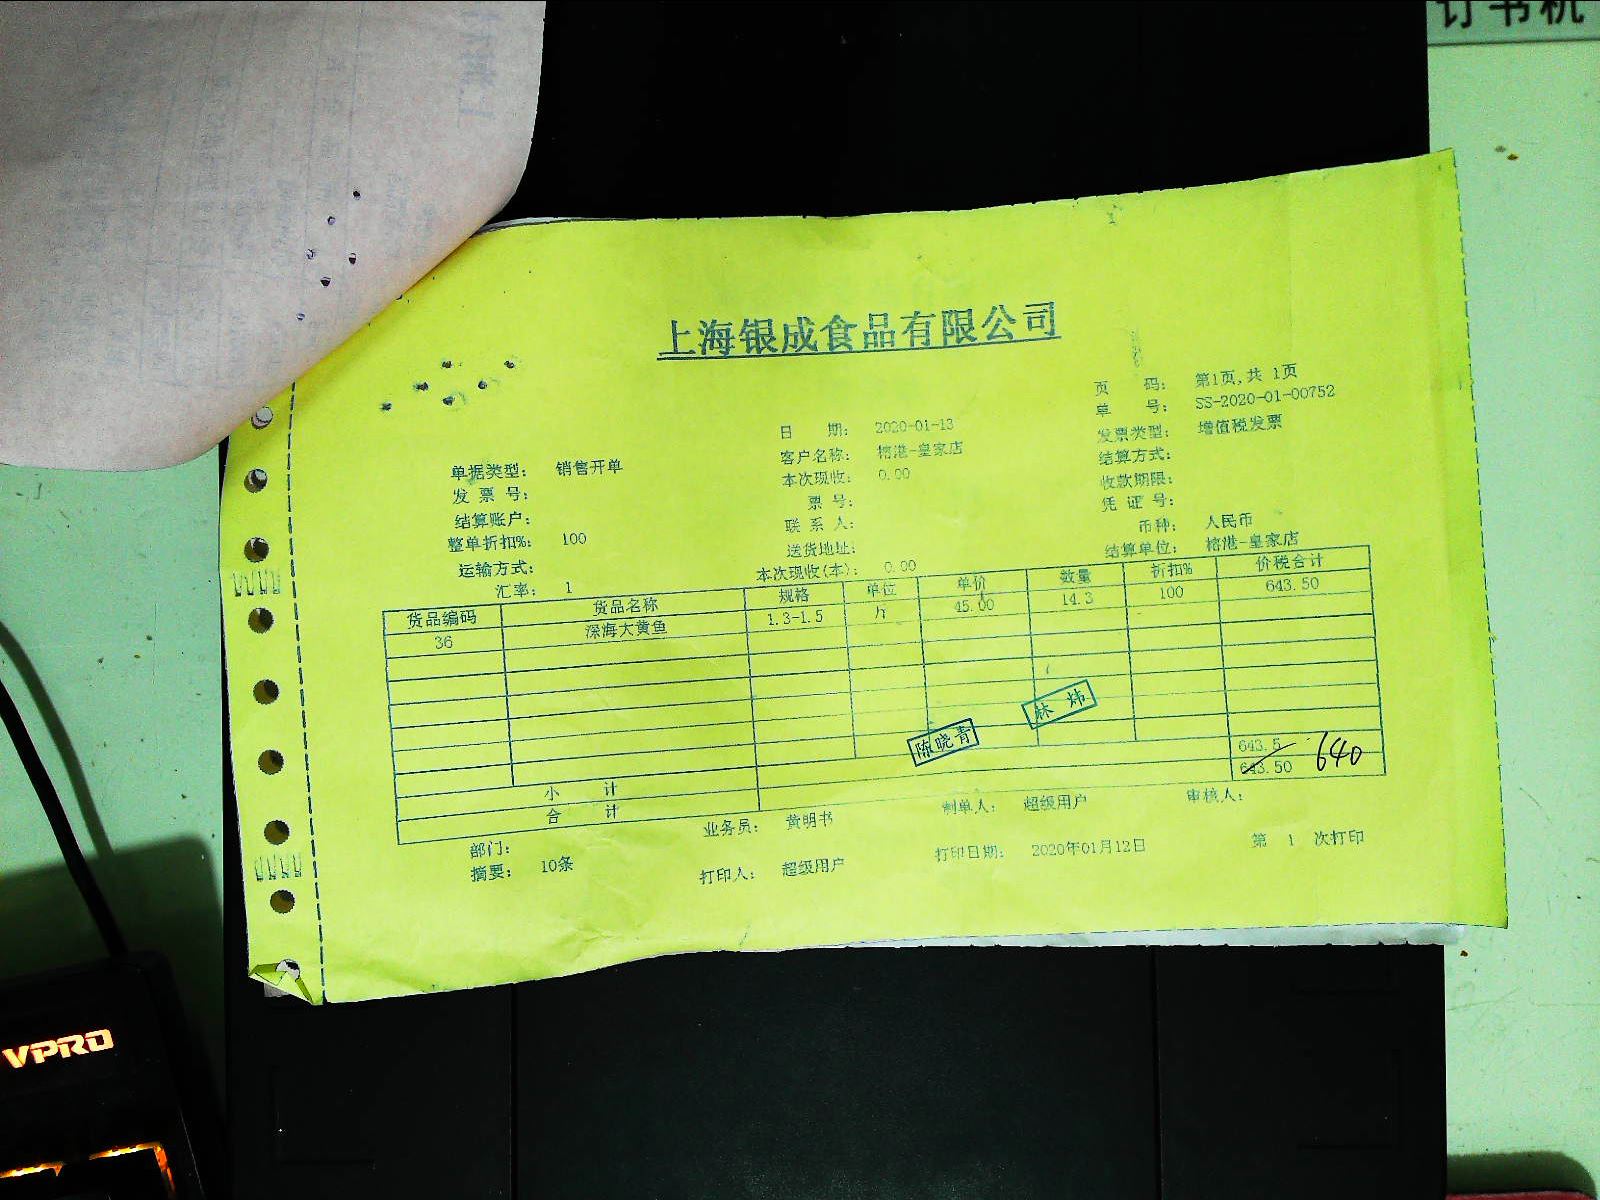 订书机
上海银成食品有限公司
页 码: 第1页,共 1页
单 号: SS-2020-01-00752
日 期: 2020-01-13
发票类型: 增值税发票
单据类型: 销售开单
客户名称: 榕港-皇家店
结算方式:
发 票 号:
本次现收: 0.00
收款期限:
结算账户:
票 号:
凭 证 号:
整单折扣%: 100
联 系 人:
币种: 人民币
运输方式:
送货地址:
结算单位: 榕港-皇家店
汇率: 1
本次现收(本): 0.00
货品编码 货品名称 规格 单位 单价 数量 折扣% 价税合计
36 深海大黄鱼 1.3-1.5 斤 45.00 14.3 100 643.50
林 炜
陈晓青
小 计 643.5
合 计 643.50 640
部门: 业务员: 黄明书 制单人: 超级用户 审核人:
摘要: 10条 打印人: 超级用户 打印日期: 2020年01月12日 第 1 次打印
VPRO